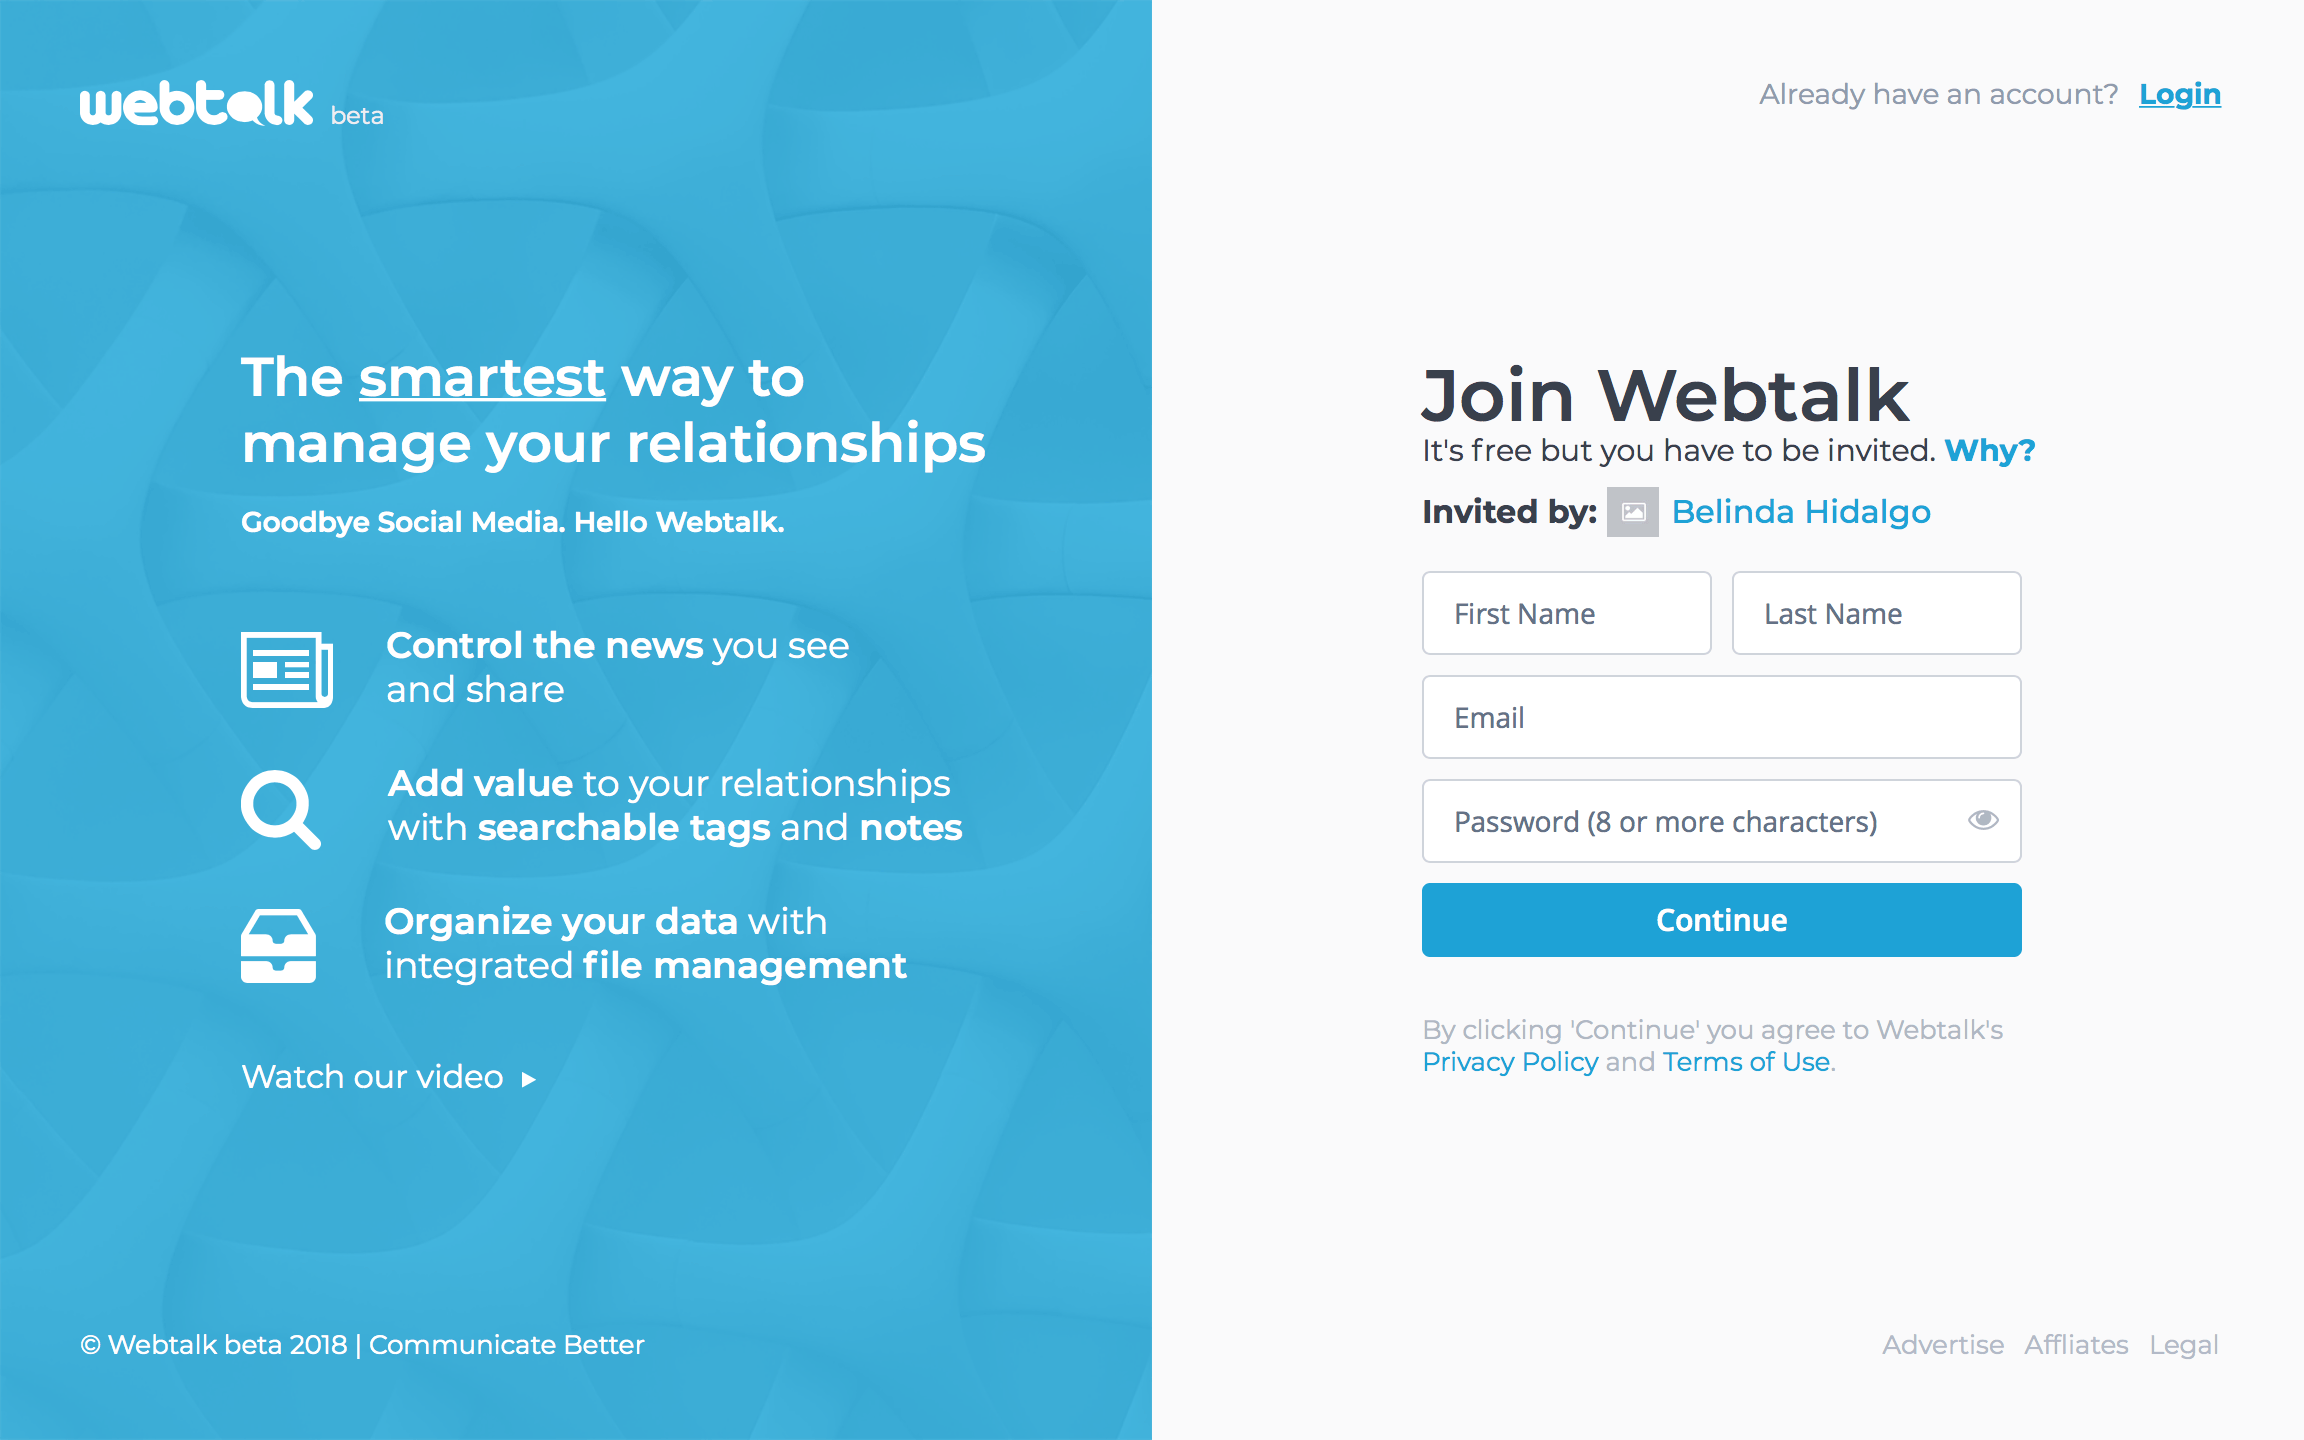 webtalk beta
The smartest way to
manage your relationships
Goodbye Social Media. Hello Webtalk.
Control the news you see
and share
Add value to your relationships
with searchable tags and notes
Organize your data with
integrated file management
Watch our video
© Webtalk beta 2018 | Communicate Better
Already have an account? Login
Join Webtalk
It's free but you have to be invited. Why?
Invited by: Belinda Hidalgo
First Name Last Name
Email
Password (8 or more characters)
Continue
By clicking 'Continue' you agree to Webtalk's
Privacy Policy and Terms of Use.
Advertise Affliates Legal